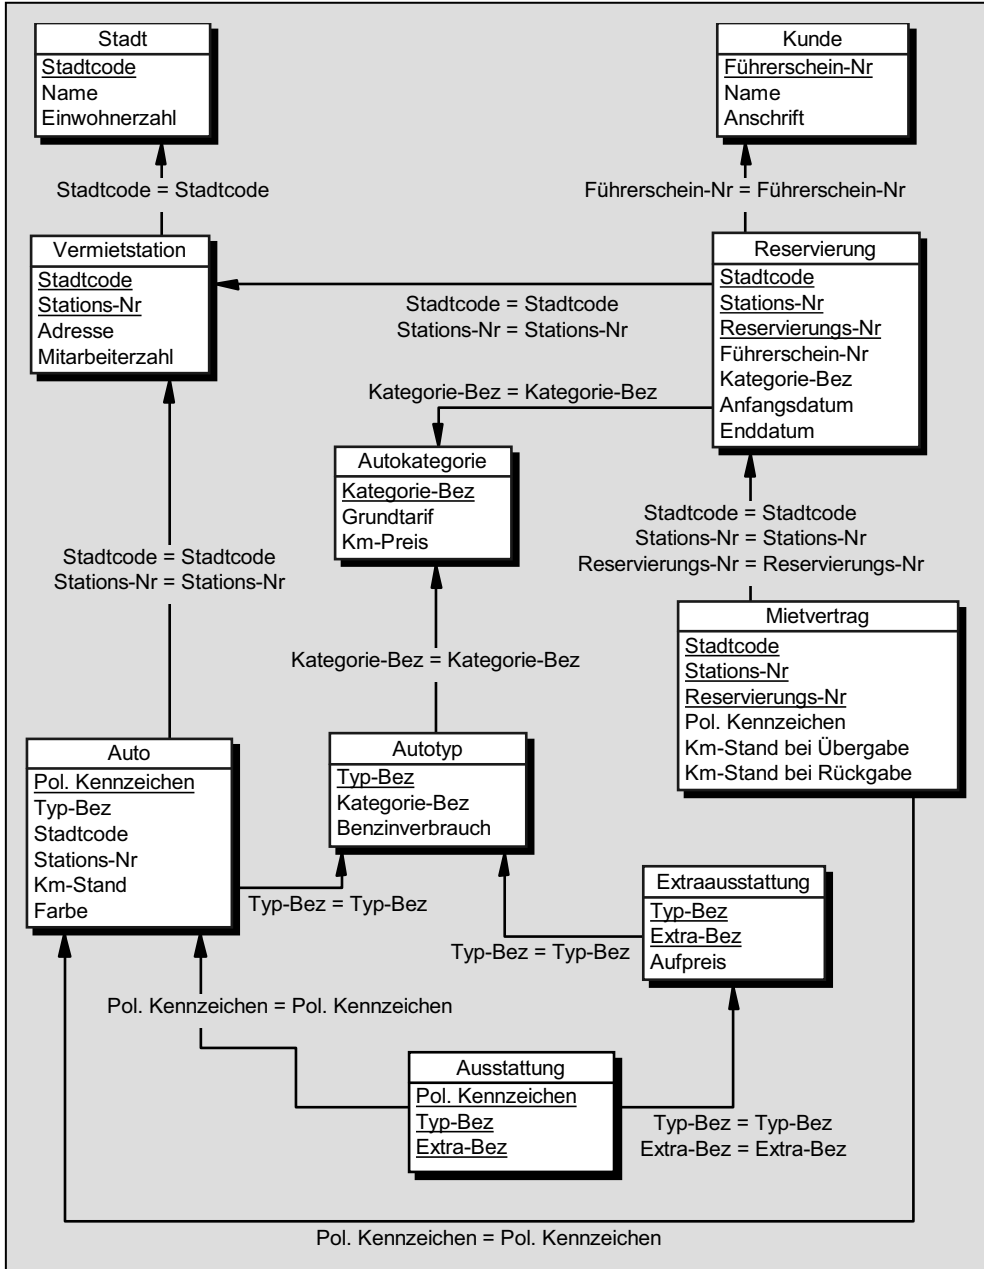 Stadt
Stadtcode
Name
Einwohnerzahl
Kunde
Führerschein-Nr
Name
Anschrift
Stadtcode = Stadtcode
Führerschein-Nr = Führerschein-Nr
Vermietstation
Stadtcode
Stations-Nr
Adresse
Mitarbeiterzahl
Reservierung
Stadtcode
Stations-Nr
Reservierungs-Nr
Führerschein-Nr
Kategorie-Bez
Anfangsdatum
Enddatum
Stadtcode = Stadtcode
Stations-Nr = Stations-Nr
Kategorie-Bez = Kategorie-Bez
Autokategorie
Kategorie-Bez
Grundtarif
Km-Preis
Stadtcode = Stadtcode
Stations-Nr = Stations-Nr
Reservierungs-Nr = Reservierungs-Nr
Stadtcode = Stadtcode
Stations-Nr = Stations-Nr
Mietvertrag
Stadtcode
Stations-Nr
Reservierungs-Nr
Pol. Kennzeichen
Km-Stand bei Übergabe
Km-Stand bei Rückgabe
Kategorie-Bez = Kategorie-Bez
Auto
Pol. Kennzeichen
Typ-Bez
Stadtcode
Stations-Nr
Km-Stand
Farbe
Autotyp
Typ-Bez
Kategorie-Bez
Benzinverbrauch
Typ-Bez = Typ-Bez
Extraausstattung
Typ-Bez
Extra-Bez
Aufpreis
Typ-Bez = Typ-Bez
Pol. Kennzeichen = Pol. Kennzeichen
Ausstattung
Pol. Kennzeichen
Typ-Bez
Extra-Bez
Typ-Bez = Typ-Bez
Extra-Bez = Extra-Bez
Pol. Kennzeichen = Pol. Kennzeichen